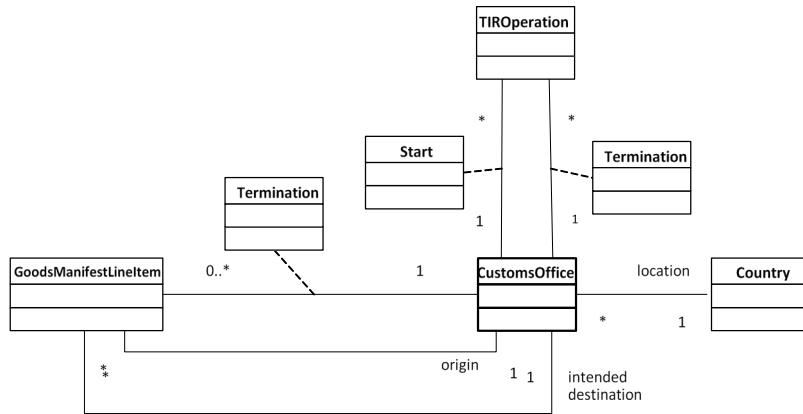 TIROperation
*
*
Start
Termination
Termination
1
1
GoodsManifestLineItem
0..*
1
CustomsOffice
location
Country
*
1
*
*
origin
1
1
intended
destination